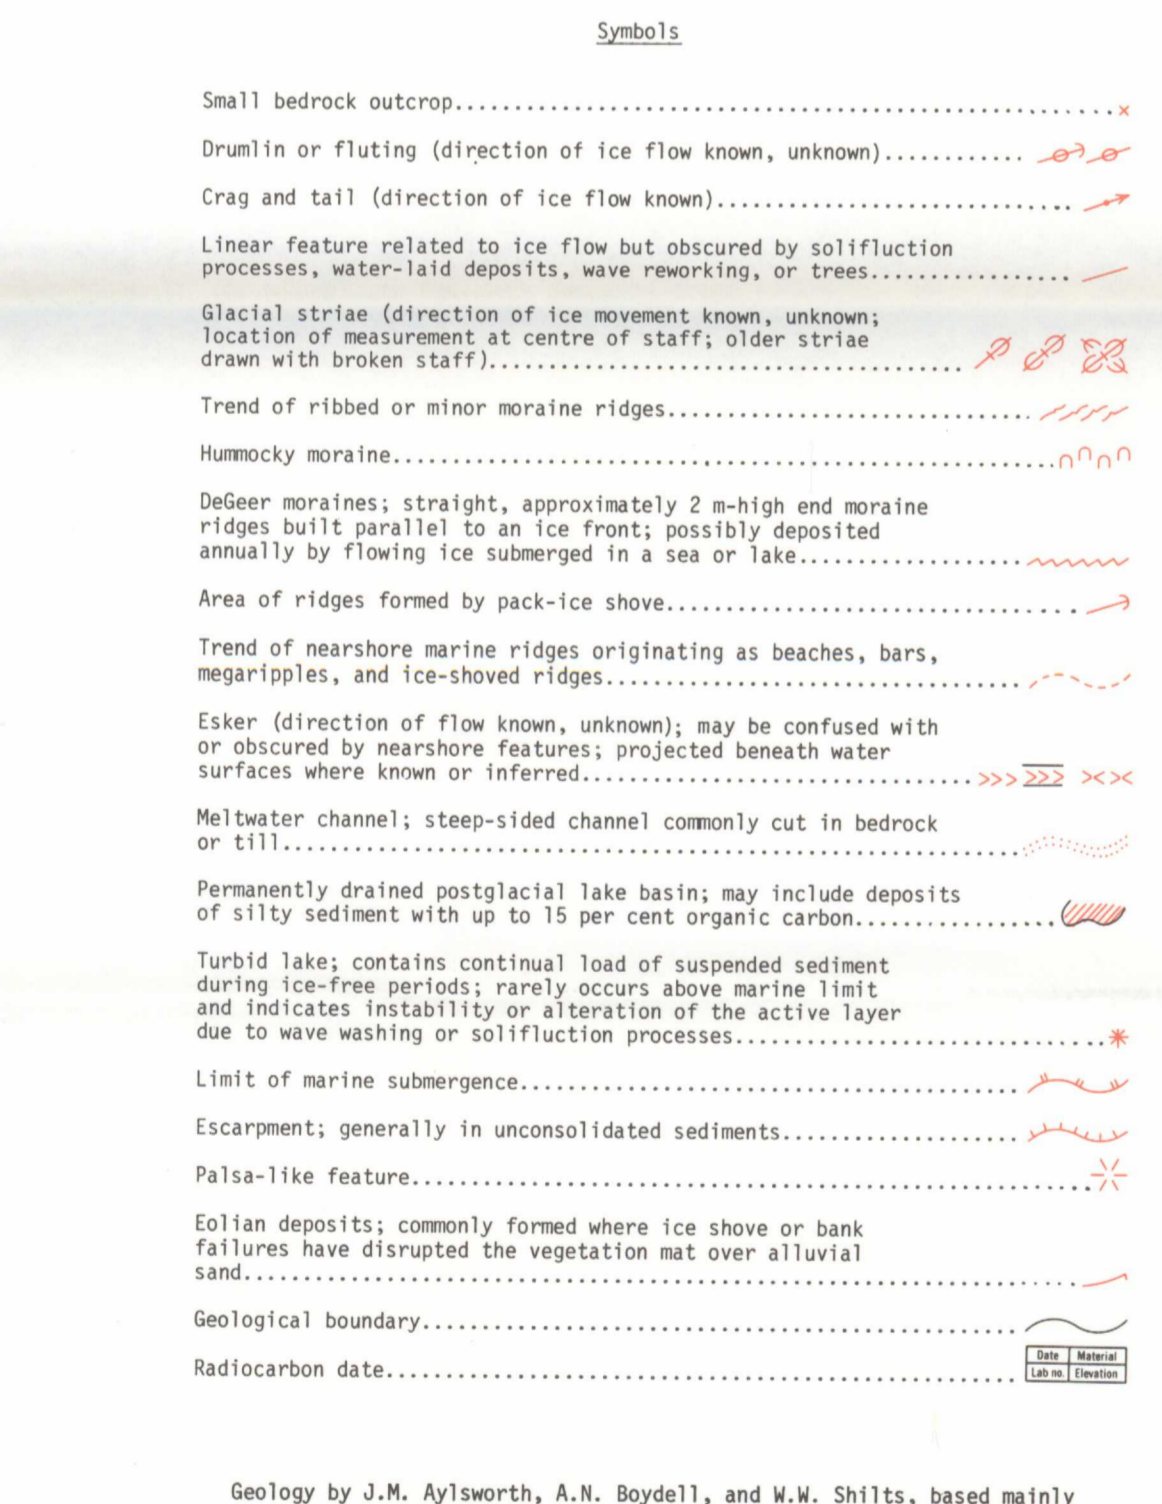 Symbols
Small bedrock outcrop
Drumlin or fluting (direction of ice flow known, unknown)
Crag and tail (direction of ice flow known)
Linear feature related to ice flow but obscured by solifluction
processes, water-laid deposits, wave reworking, or trees
Glacial striae (direction of ice movement known, unknown;
location of measurement at centre of staff; older striae
drawn with broken staff)
Trend of ribbed or minor moraine ridges
Hummocky moraine
DeGeer moraines; straight, approximately 2 m-high end moraine
ridges built parallel to an ice front; possibly deposited
annually by flowing ice submerged in a sea or lake
Area of ridges formed by pack-ice shove
Trend of nearshore marine ridges originating as beaches, bars,
megaripples, and ice-shoved ridges
Esker (direction of flow known, unknown); may be confused with
or obscured by nearshore features; projected beneath water
surfaces where known or inferred
Meltwater channel; steep-sided channel commonly cut in bedrock
or till
Permanently drained postglacial lake basin; may include deposits
of silty sediment with up to 15 per cent organic carbon
Turbid lake; contains continual load of suspended sediment
during ice-free periods; rarely occurs above marine limit
and indicates instability or alteration of the active layer
due to wave washing or solifluction processes
Limit of marine submergence
Escarpment; generally in unconsolidated sediments
Palsa-like feature
Eolian deposits; commonly formed where ice shove or bank
failures have disrupted the vegetation mat over alluvial
sand
Geological boundary
Radiocarbon date
Date Material
Lab no. Elevation
Geology by J.M. Aylsworth, A.N. Boydell, and W.W. Shilts, based mainly